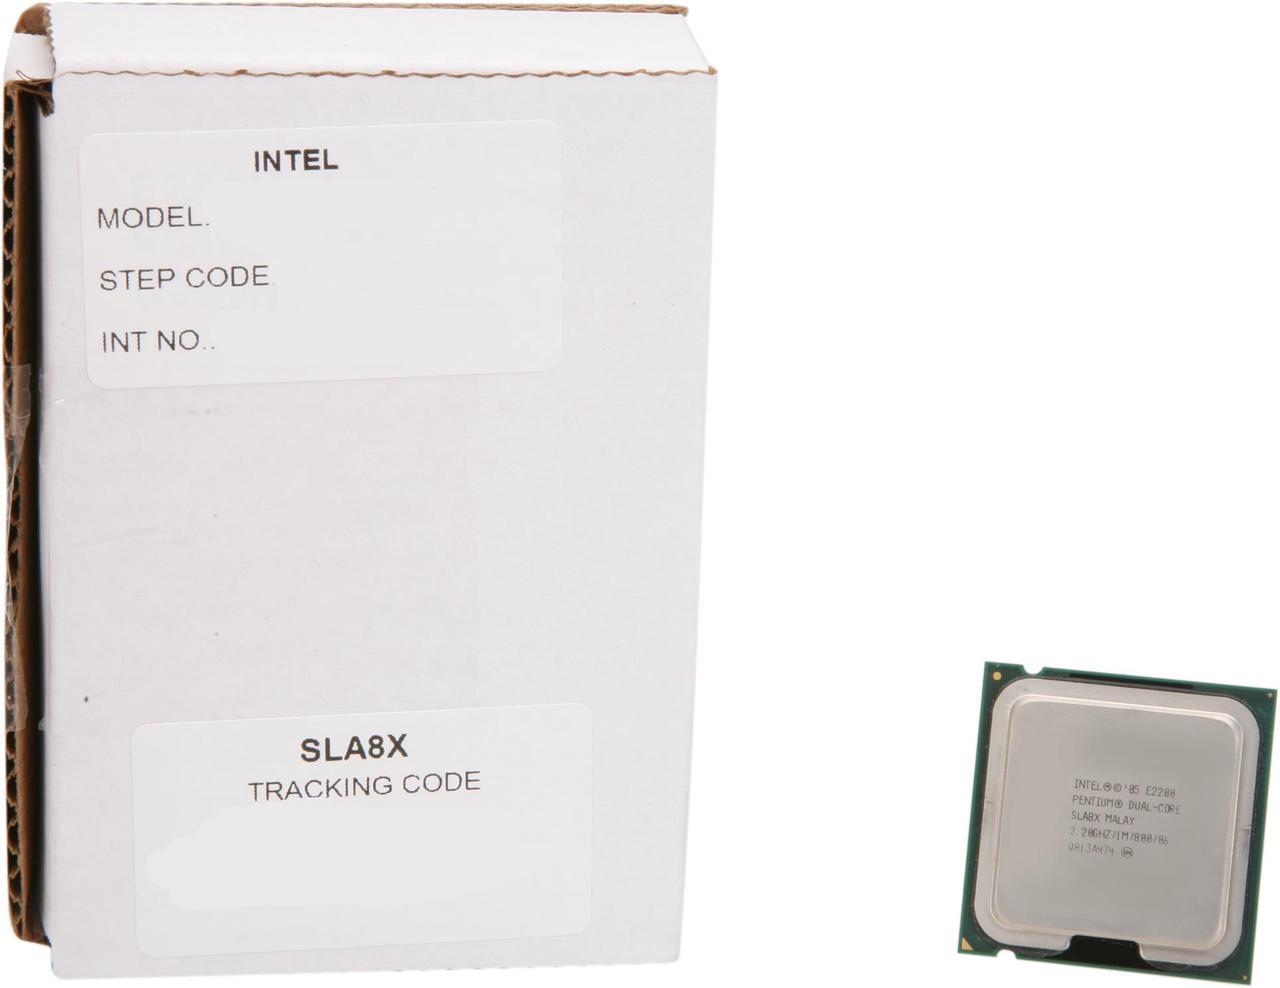 INTEL
MODEL.
STEP CODE
INT NO..
SLA8X
TRACKING CODE
INTEL®©'05 E2200
PENTIUM® DUAL-CORE
SLA8X MALAY
2.20GHZ/1M/800/06
Q813A474 e4